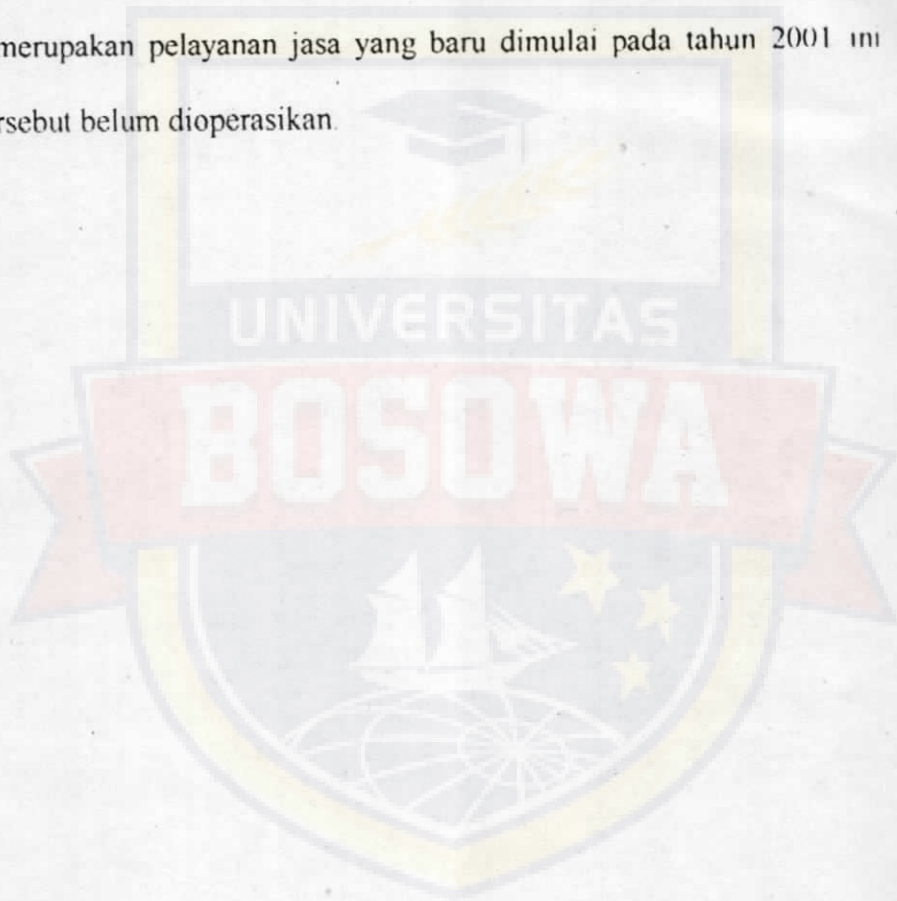 merupakan pelayanan jasa yang baru dimulai pada tahun 2001 ini
rsebut belum dioperasikan.
UNIVERSITAS
BOSOWA